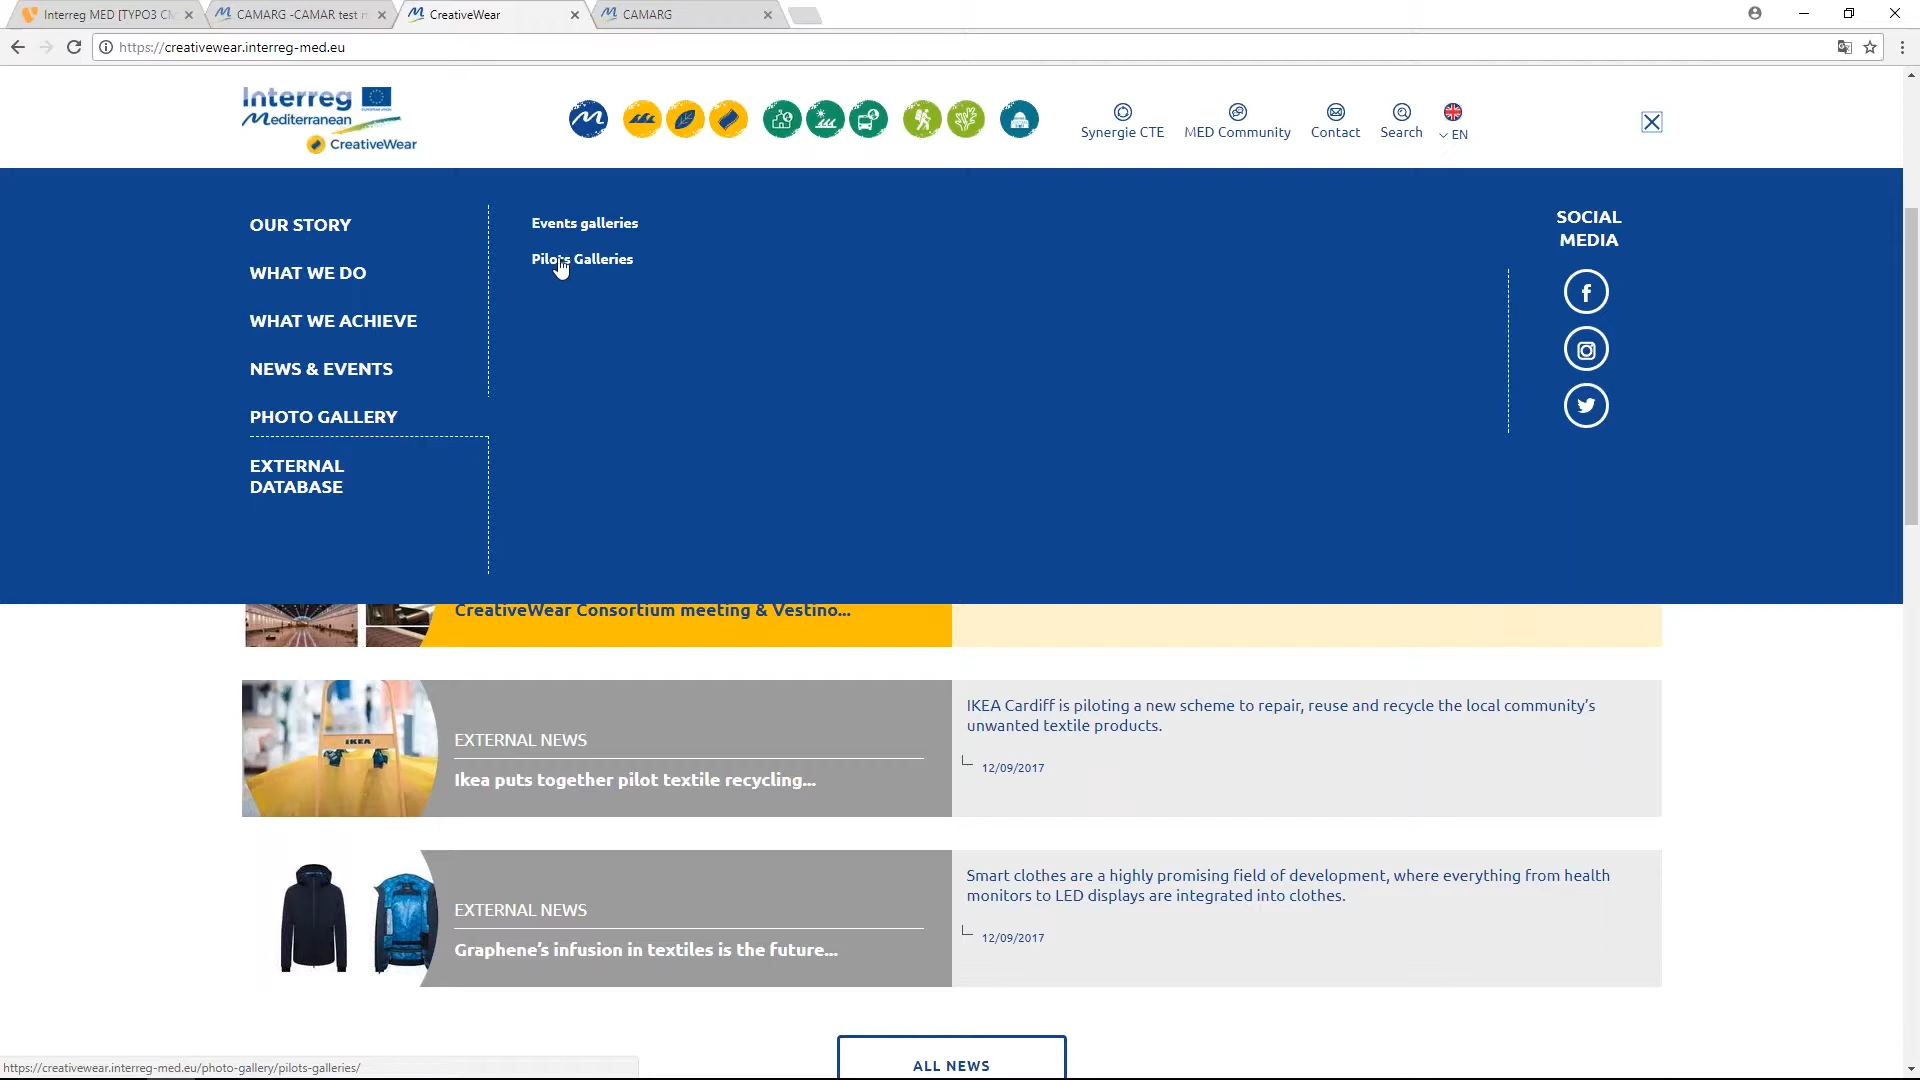 Interreg MED [TYPO3 CM
CAMARG -CAMAR test n
CreativeWear
CAMARG
https://creativewear.interreg-med.eu
Interreg
Mediterranean
CreativeWear
Synergie CTE
MED Community
Contact
Search
EN
OUR STORY
WHAT WE DO
WHAT WE ACHIEVE
NEWS & EVENTS
PHOTO GALLERY
EXTERNAL
DATABASE
Events galleries
Pilots Galleries
SOCIAL
MEDIA
CreativeWear Consortium meeting & Vestino...
IKEA
EXTERNAL NEWS
Ikea puts together pilot textile recycling...
IKEA Cardiff is piloting a new scheme to repair, reuse and recycle the local community’s
unwanted textile products.
12/09/2017
EXTERNAL NEWS
Graphene’s infusion in textiles is the future...
Smart clothes are a highly promising field of development, where everything from health
monitors to LED displays are integrated into clothes.
12/09/2017
ALL NEWS
https://creativewear.interreg-med.eu/photo-gallery/pilots-galleries/